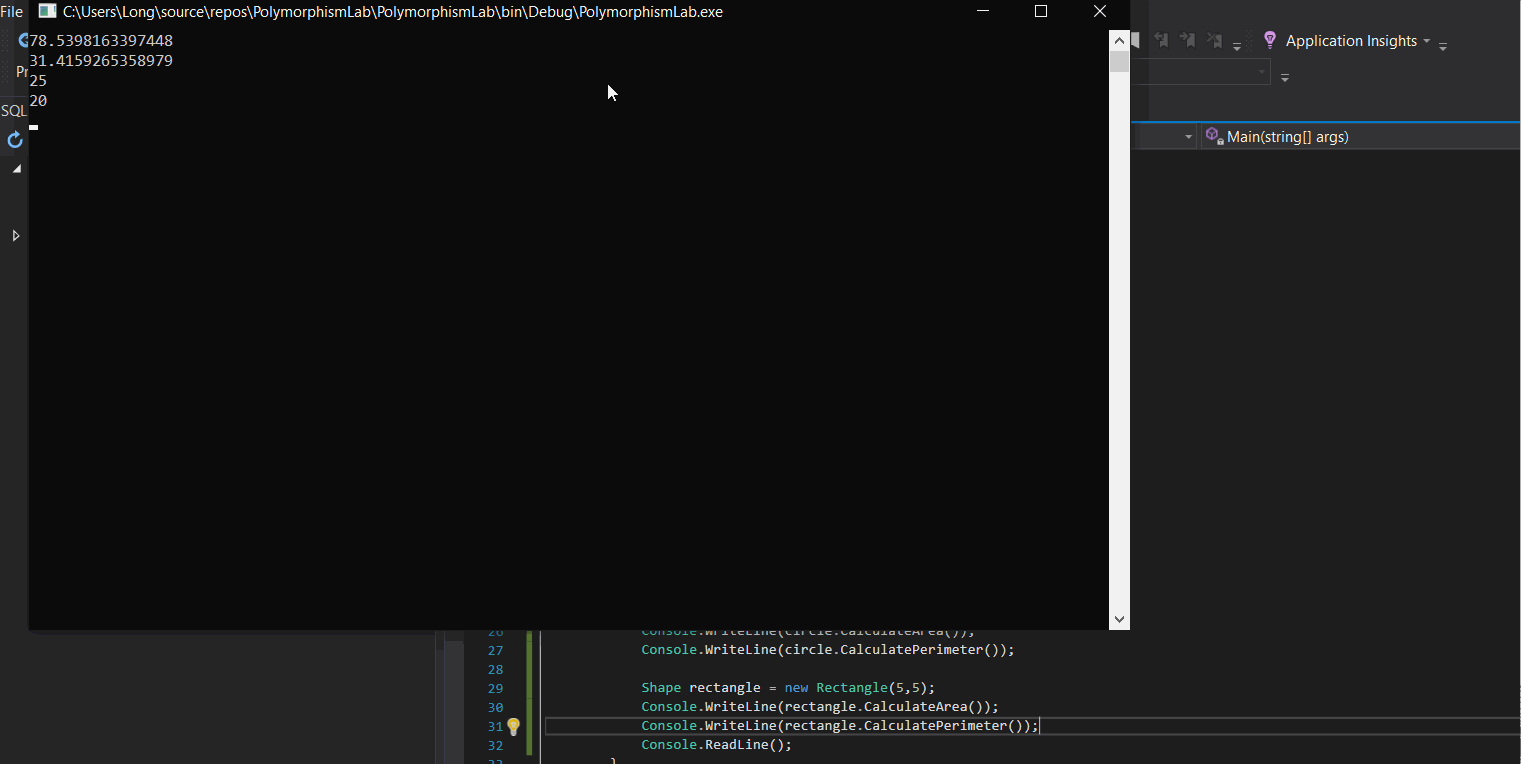 File
C:\Users\Long\source\repos\PolymorphismLab\PolymorphismLab\bin\Debug\PolymorphismLab.exe
78.5398163397448
31.4159265358979
25
20
Application Insights
Pr
SQL
Main(string[] args)
26 Console.WriteLine(circle.CalculateArea());
27 Console.WriteLine(circle.CalculatePerimeter());
28
29 Shape rectangle = new Rectangle(5,5);
30 Console.WriteLine(rectangle.CalculateArea());
31 Console.WriteLine(rectangle.CalculatePerimeter());
32 Console.ReadLine();
33 }